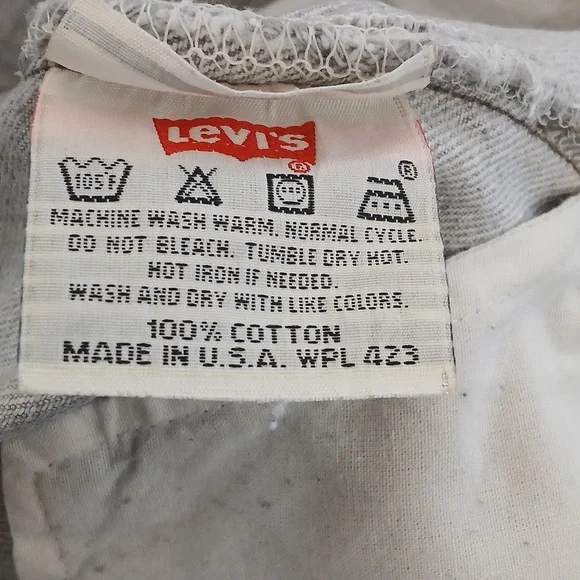 Levi's ®
105F ®
MACHINE WASH WARM. NORMAL CYCLE.
DO NOT BLEACH. TUMBLE DRY HOT.
HOT IRON IF NEEDED.
WASH AND DRY WITH LIKE COLORS.
100% COTTON
MADE IN U.S.A. WPL 423